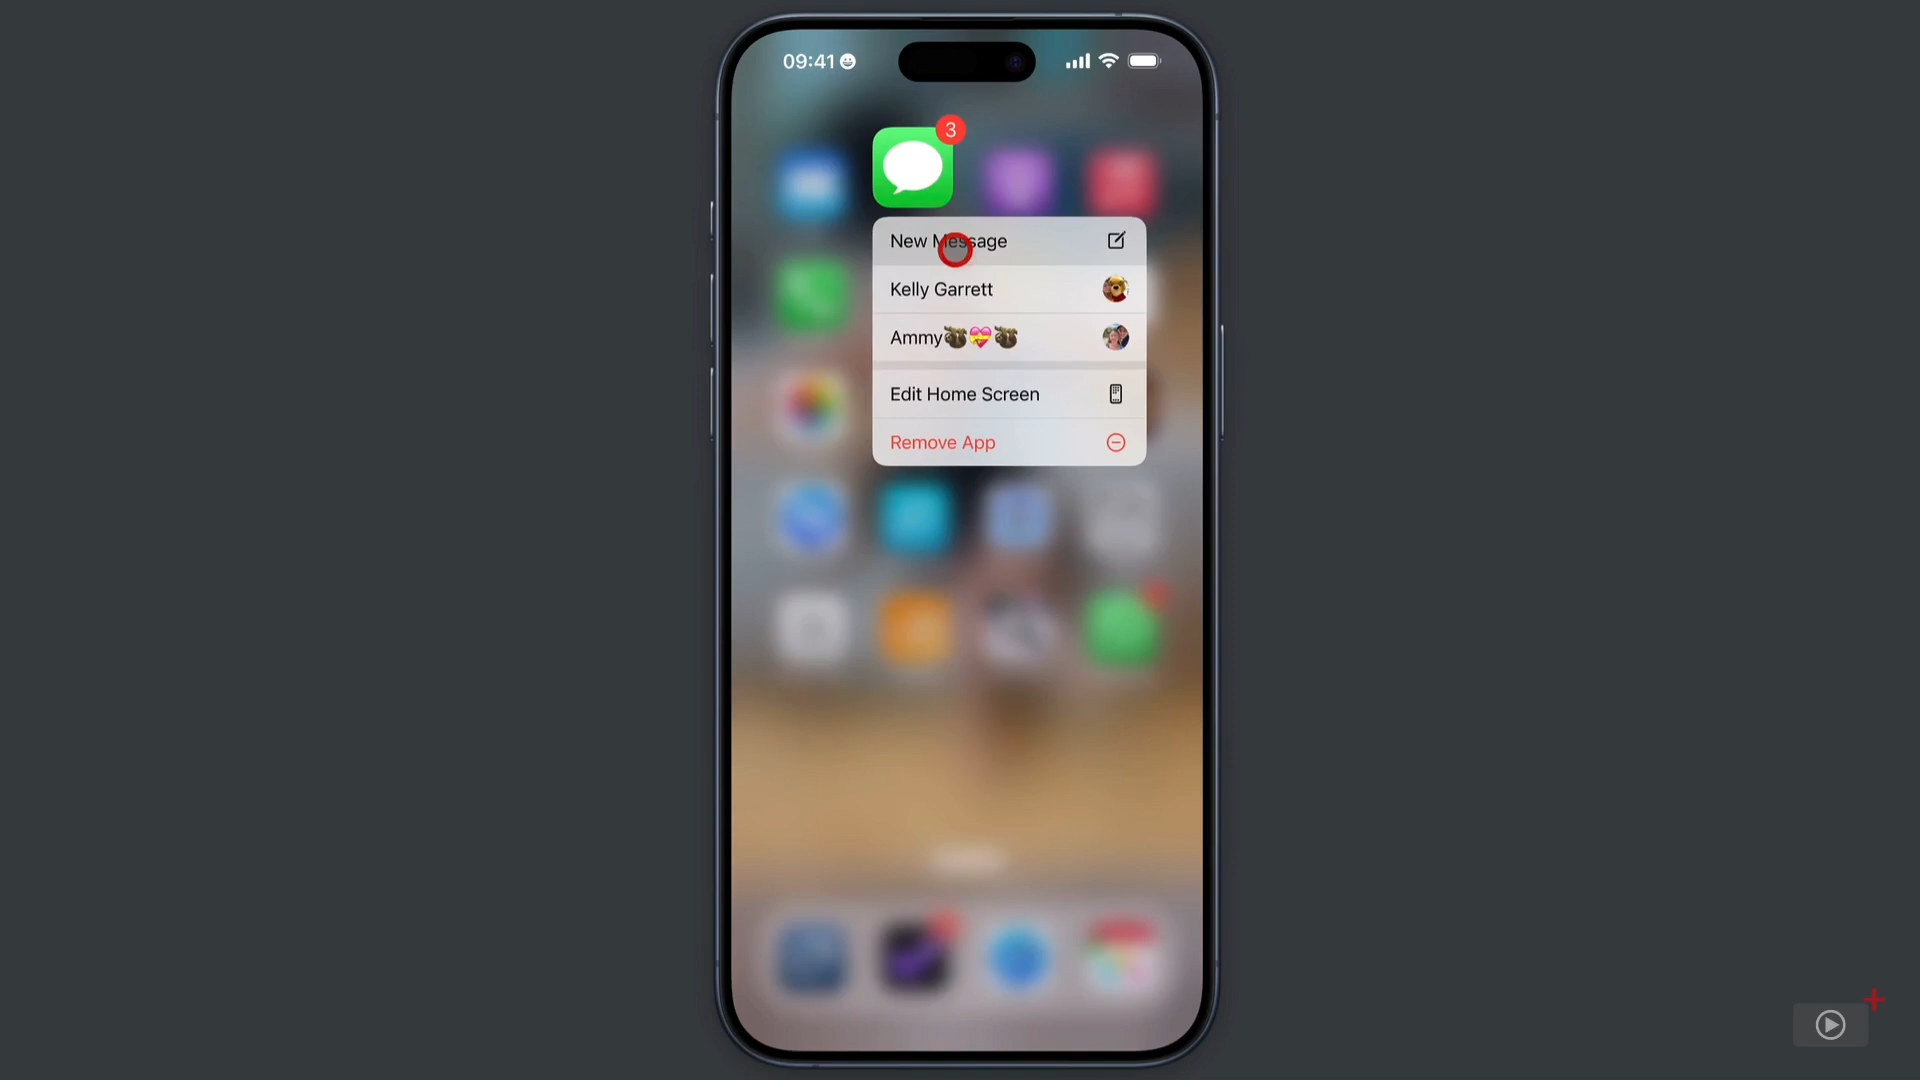 09:41
3
New Message
Kelly Garrett
Ammy🦥💝🦥
Edit Home Screen
Remove App